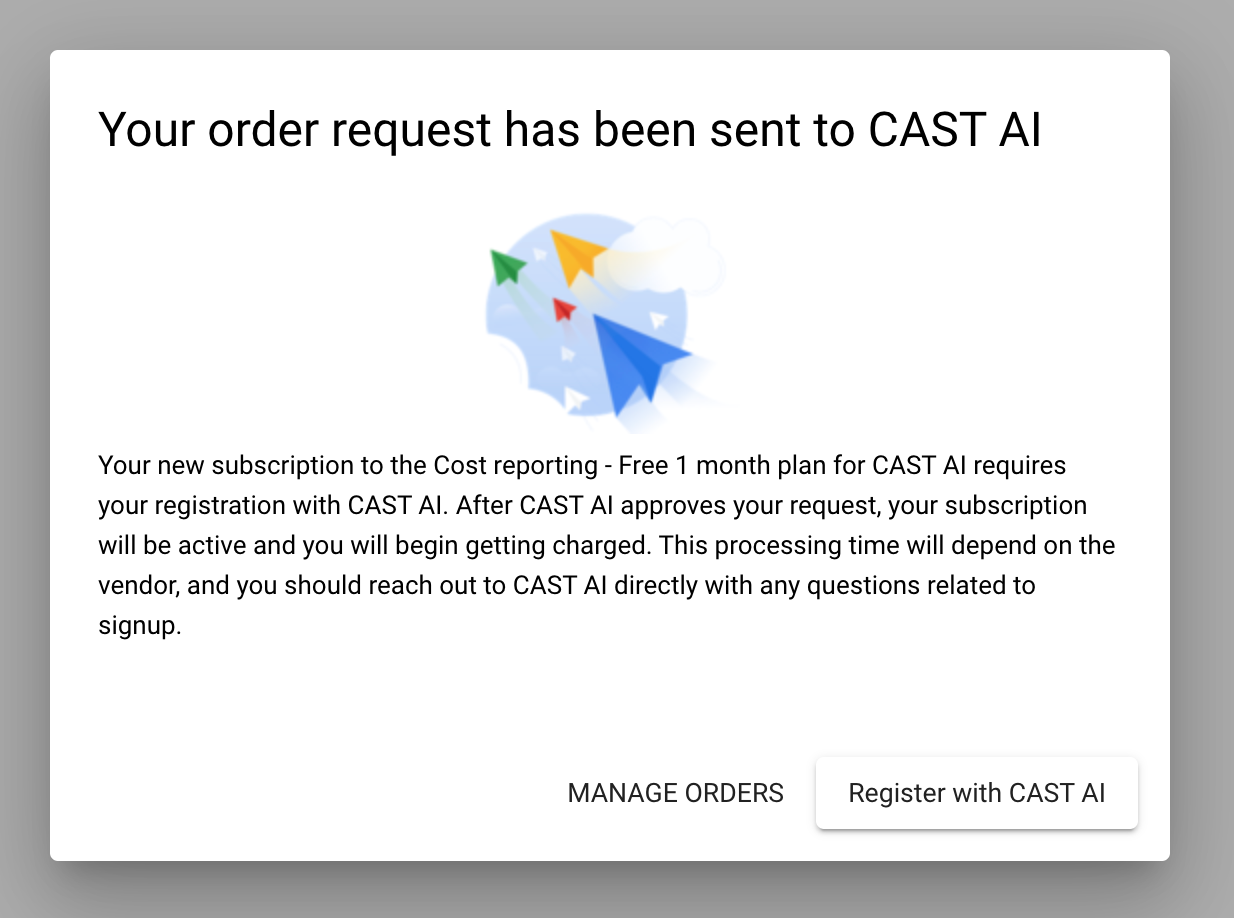 Your order request has been sent to CAST AI
Your new subscription to the Cost reporting - Free 1 month plan for CAST AI requires
your registration with CAST AI. After CAST AI approves your request, your subscription
will be active and you will begin getting charged. This processing time will depend on the
vendor, and you should reach out to CAST AI directly with any questions related to
signup.
MANAGE ORDERS
Register with CAST AI